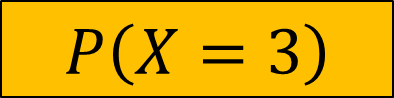 P(X = 3)